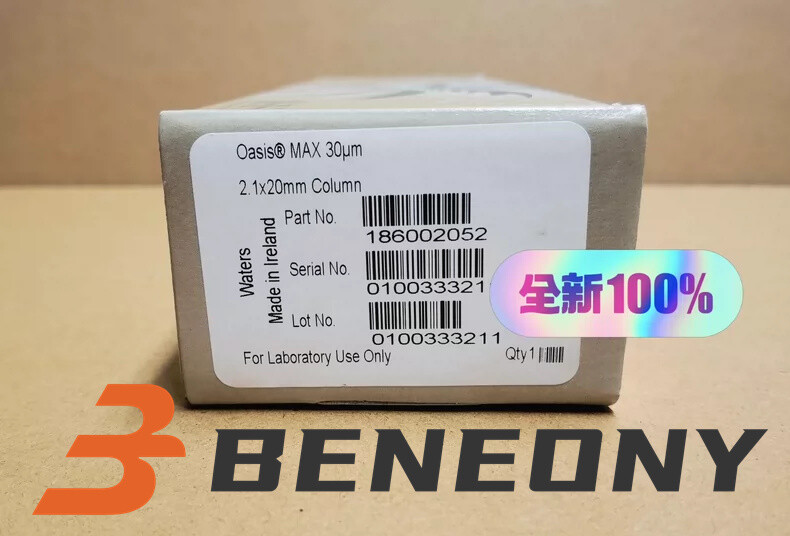 Oasis® MAX 30µm
2.1x20mm Column
Waters
Made in Ireland
Part No.
186002052
Serial No.
010033321
Lot No.
0100333211
For Laboratory Use Only
Qty 1
全新100%
BENEONY